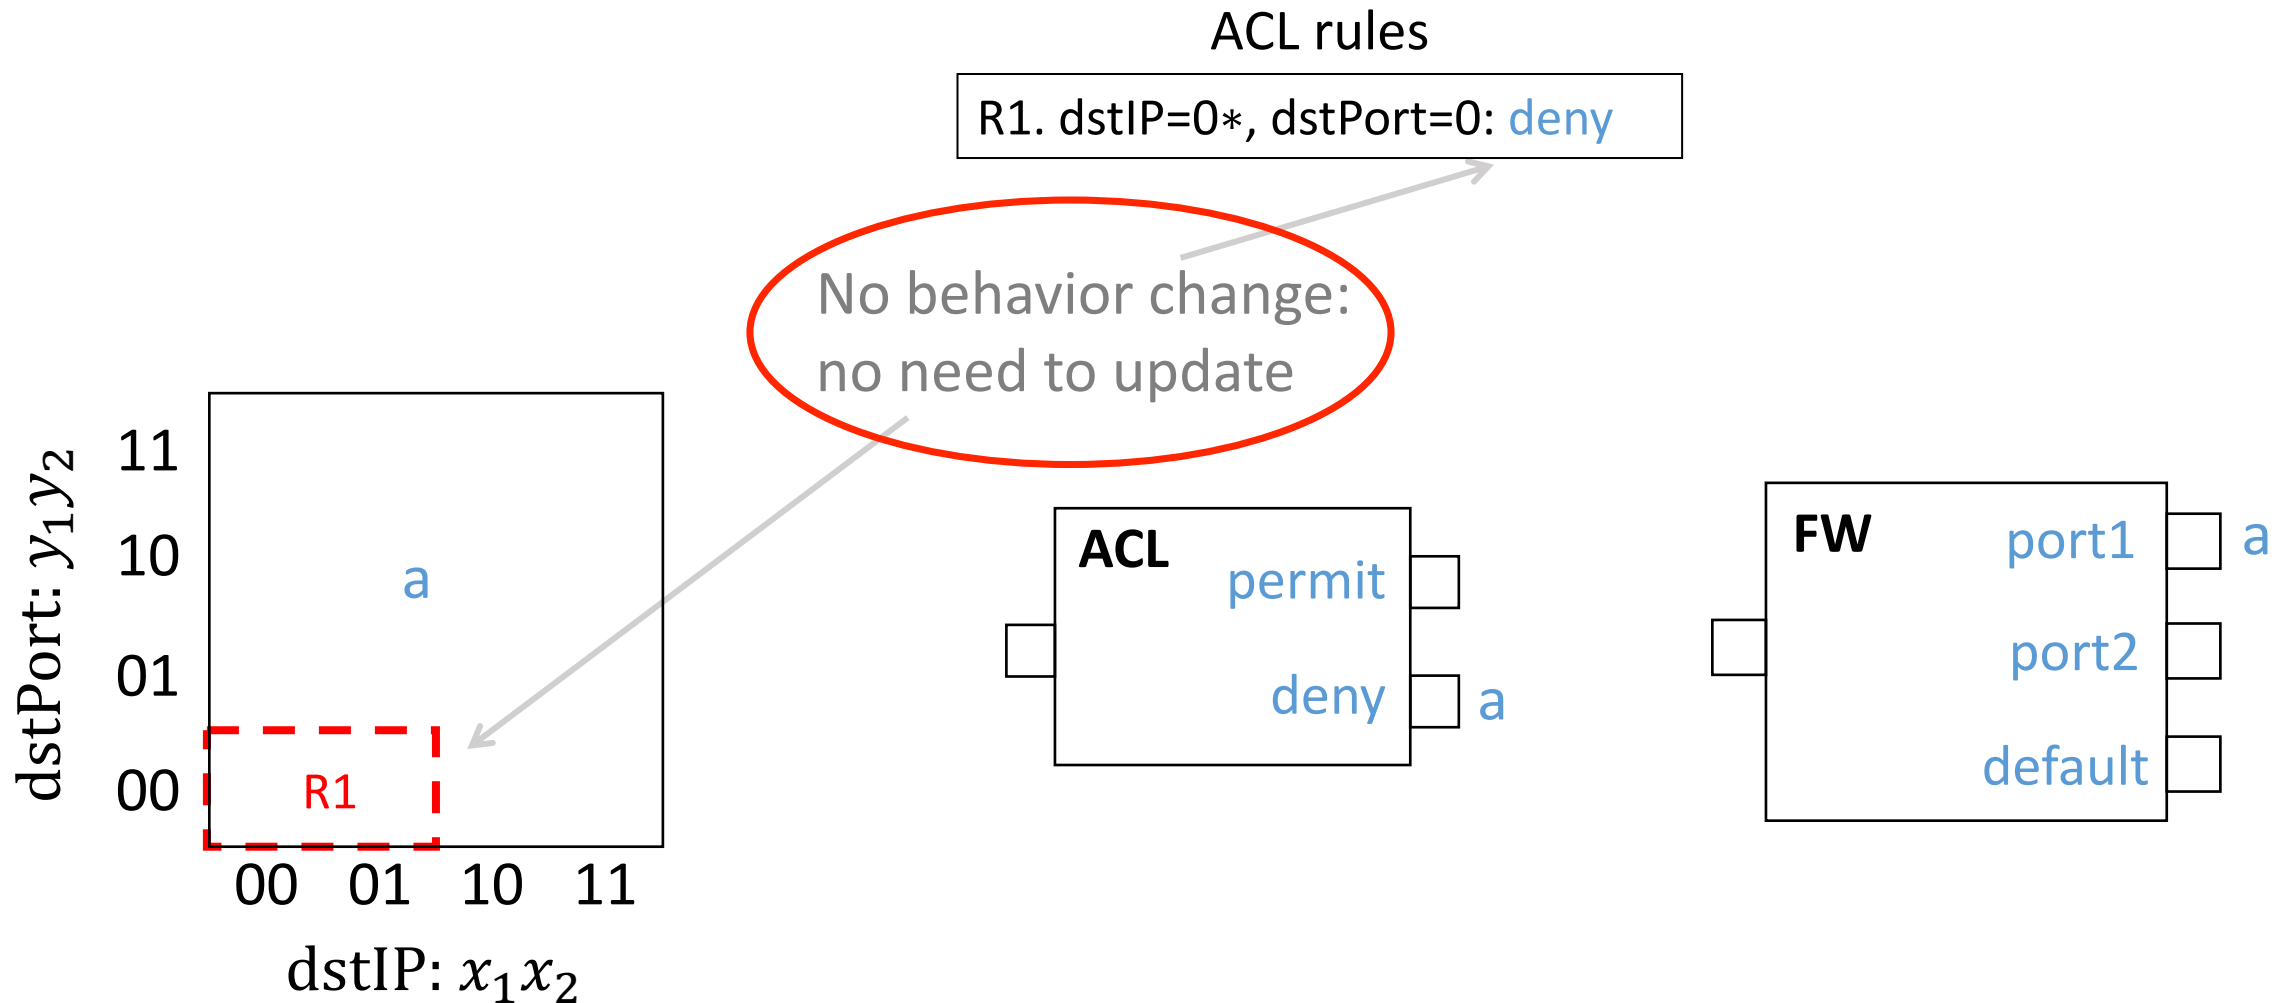 ACL rules
R1. dstIP=0*, dstPort=0: deny
No behavior change:
no need to update
dstPort: y₁y₂
11
10
01
00
a
R1
00 01 10 11
dstIP: x₁x₂
ACL
permit
deny
a
FW
port1
a
port2
default